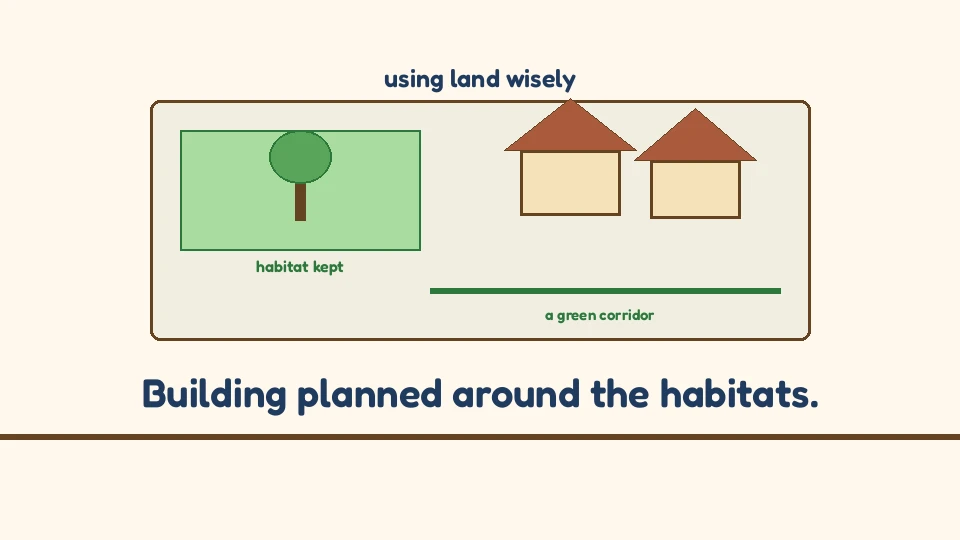 using land wisely
habitat kept
a green corridor
Building planned around the habitats.